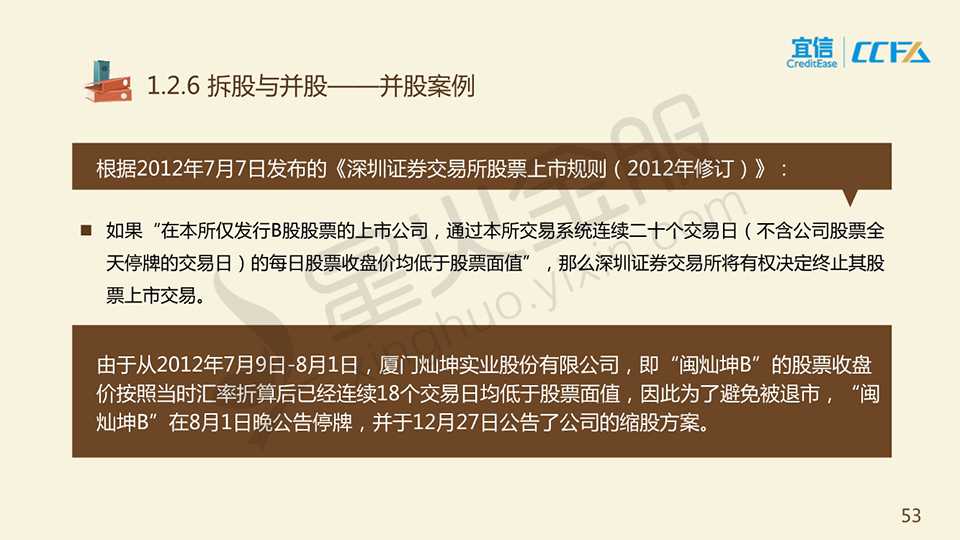 宜信
CreditEase
CCFA
1.2.6 拆股与并股——并股案例
根据2012年7月7日发布的《深圳证券交易所股票上市规则（2012年修订）》：
■ 如果“在本所仅发行B股股票的上市公司，通过本所交易系统连续二十个交易日（不含公司股票全
天停牌的交易日）的每日股票收盘价均低于股票面值”，那么深圳证券交易所将有权决定终止其股
票上市交易。
由于从2012年7月9日-8月1日，厦门灿坤实业股份有限公司，即“闽灿坤B”的股票收盘
价按照当时汇率折算后已经连续18个交易日均低于股票面值，因此为了避免被退市，“闽
灿坤B”在8月1日晚公告停牌，并于12月27日公告了公司的缩股方案。
星火金服
xinghuo.yixin.com
53